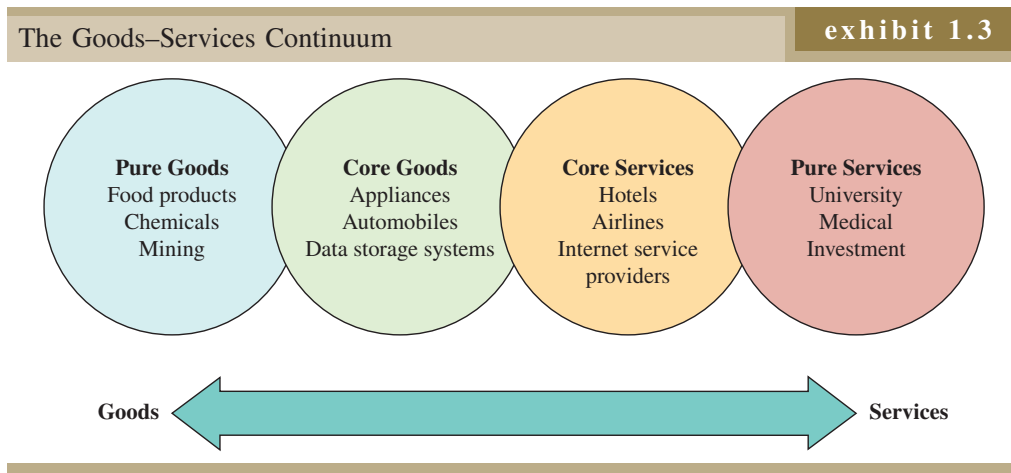 The Goods–Services Continuum
exhibit 1.3
Pure Goods
Food products
Chemicals
Mining
Core Goods
Appliances
Automobiles
Data storage systems
Core Services
Hotels
Airlines
Internet service
providers
Pure Services
University
Medical
Investment
Goods
Services